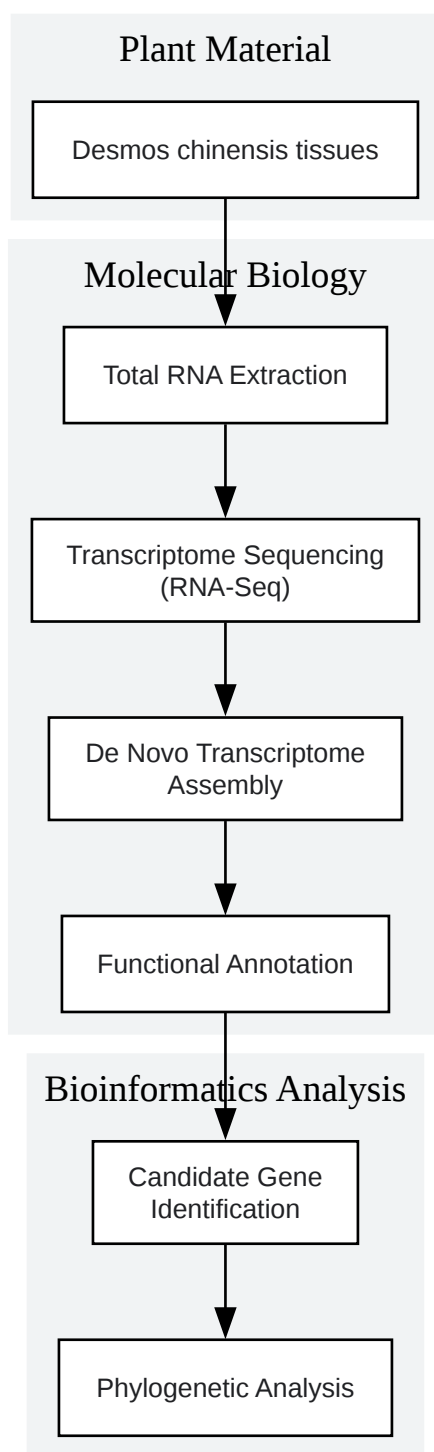 Plant Material
Desmos chinensis tissues
Molecular Biology
Total RNA Extraction
Transcriptome Sequencing
(RNA-Seq)
De Novo Transcriptome
Assembly
Functional Annotation
Bioinformatics Analysis
Candidate Gene
Identification
Phylogenetic Analysis